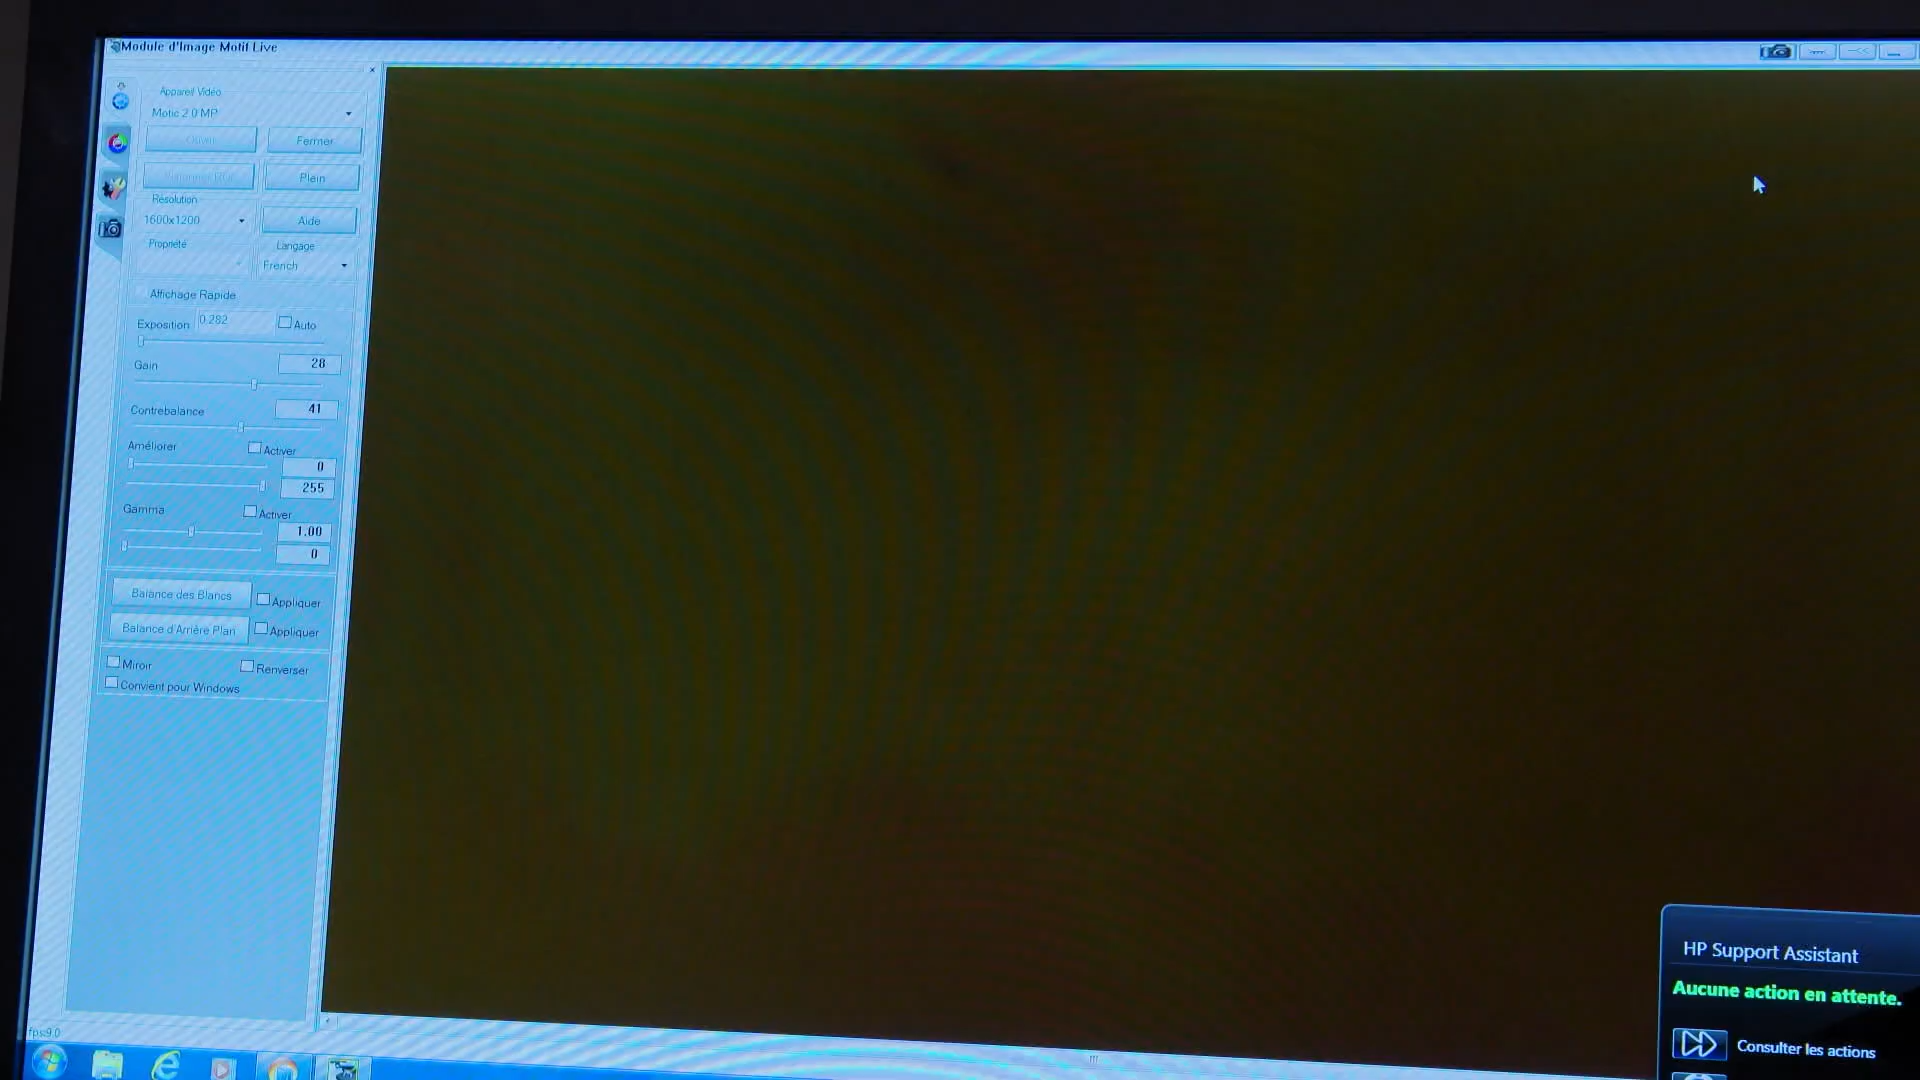 Module d'Image Motif Live
Appareil Vidéo
Motic 2.0 MP
Ouvrir
Fermer
Plein
Résolution
1600x1200
Aide
Propriété
Langage
French
Affichage Rapide
Exposition
0.282
Auto
Gain
28
Contrebalance
41
Améliorer
Activer
0
255
Gamma
Activer
1.00
0
Balance des Blancs
Appliquer
Balance d'Arrière Plan
Appliquer
Miroir
Renverser
Convient pour Windows
fps:9.0
HP Support Assistant
Aucune action en attente.
Consulter les actions